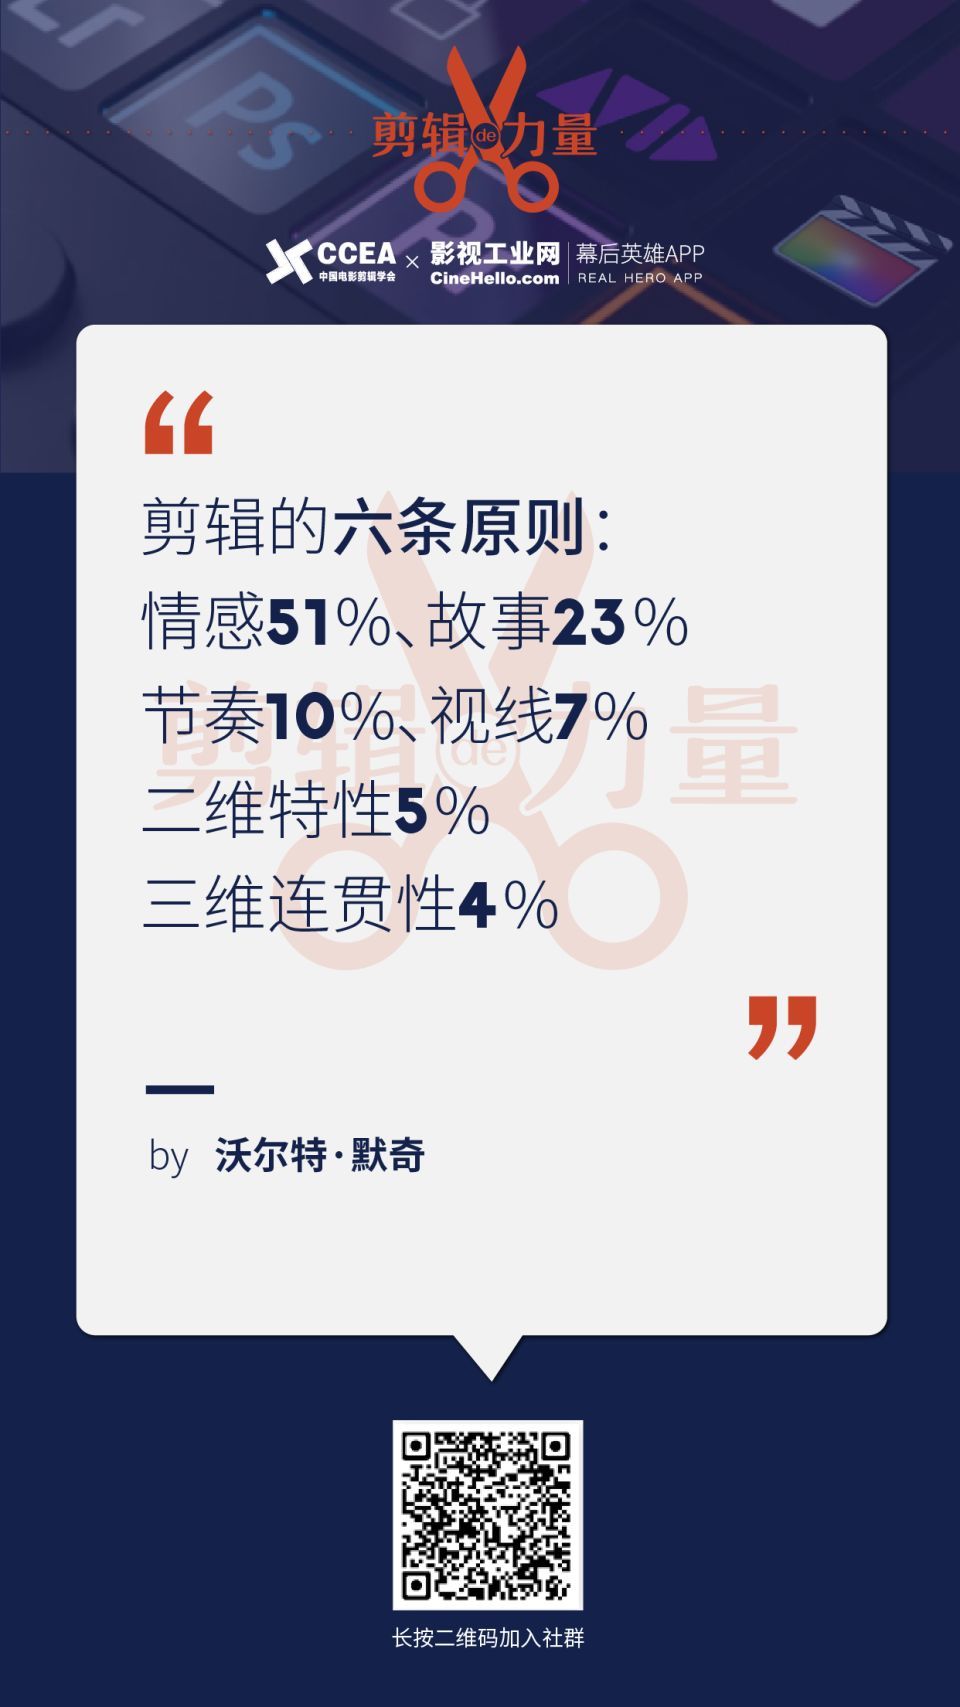 Lr
Ps
Pr
剪辑de力量
CCEA × 影视工业网 | 幕后英雄APP
中国电影剪辑学会 CineHello.com REAL HERO APP
“
剪辑的六条原则：
情感51%、故事23%
节奏10%、视线7%
二维特性5%
三维连贯性4%
剪辑de力量
”
by 沃尔特·默奇
长按二维码加入社群